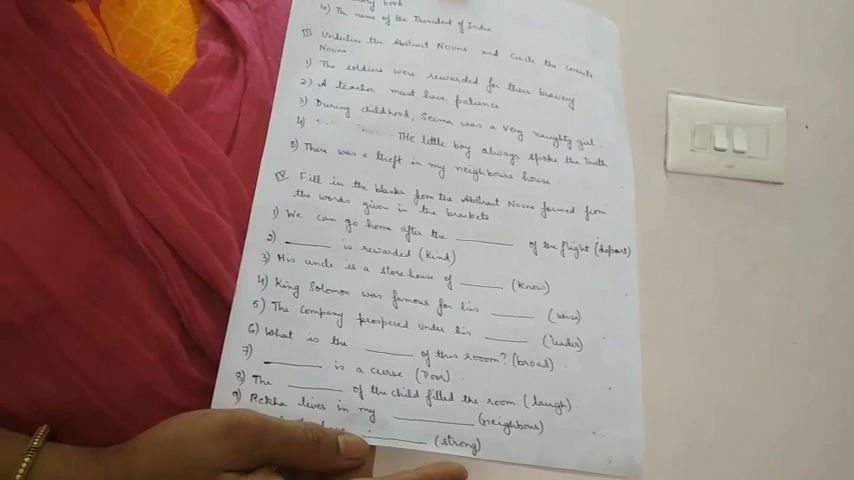 book
10) The name of the President of India
III Underline the Abstract Nouns and Circle the Concrete
Nouns
1) The soldiers were rewarded for their bravery
2) A teacher must have patience
3) During childhood, Seema was a very naughty girl.
4) The little boy always spoke the truth
5) There was a theft in my neighbours house
V Fill in the blanks from the Abstract Nouns formed from
the words given in the brackets
1) We can go home after the ______ of the flight (depart)
2) ______ is rewarded (kind)
3) His uncle is a store house of ______ (know)
4) King Solomon was famous for his ______ (wise)
5) The Company prospered under his ______ (leader)
6) What is the ______ of this rooom? (broad)
7) ______ is a curse (Poor)
8) The ______ of the child filled the room (laugh)
9) Rekha lives in my ______ (neighbour)
______ (strong)